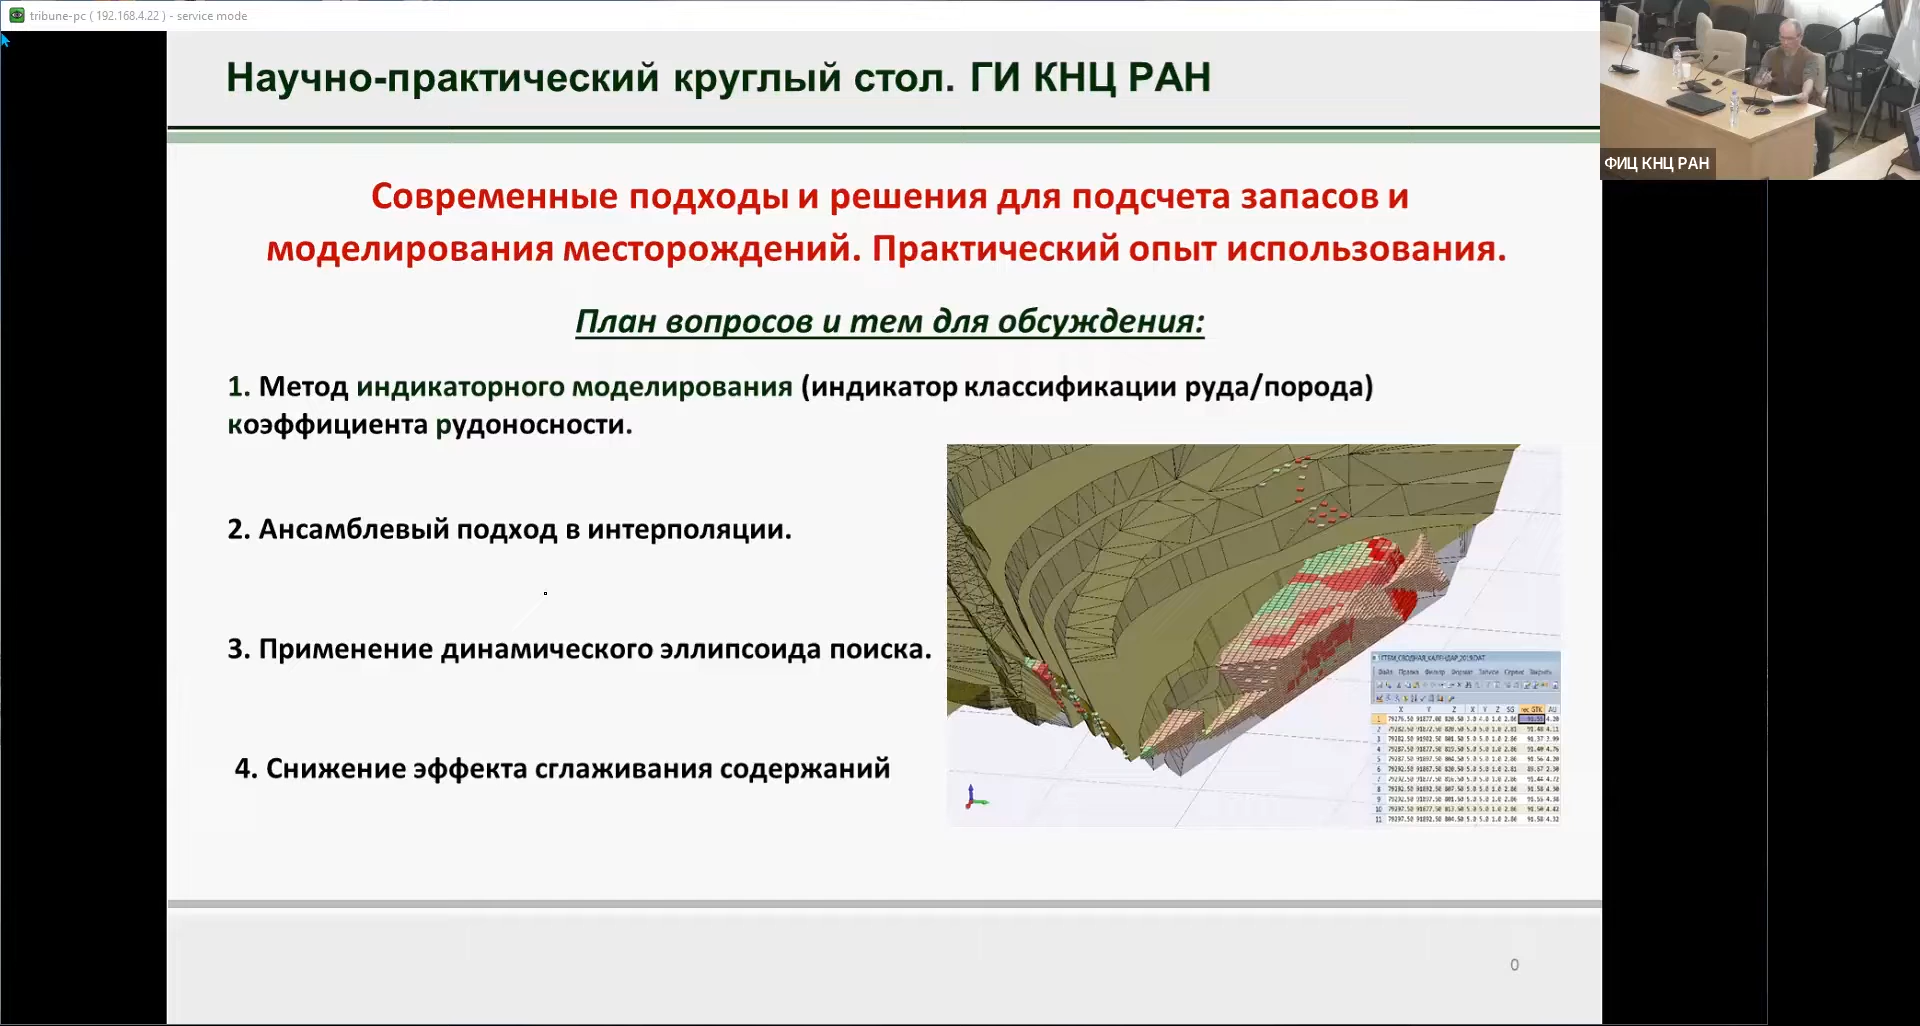 tribune-pc ( 192.168.4.22 ) - service mode
Научно-практический круглый стол. ГИ КНЦ РАН
ФИЦ КНЦ РАН
Современные подходы и решения для подсчета запасов и
моделирования месторождений. Практический опыт использования.
План вопросов и тем для обсуждения:
1. Метод индикаторного моделирования (индикатор классификации руда/порода)
коэффициента рудоносности.
2. Ансамблевый подход в интерполяции.
3. Применение динамического эллипсоида поиска.
4. Снижение эффекта сглаживания содержаний
0